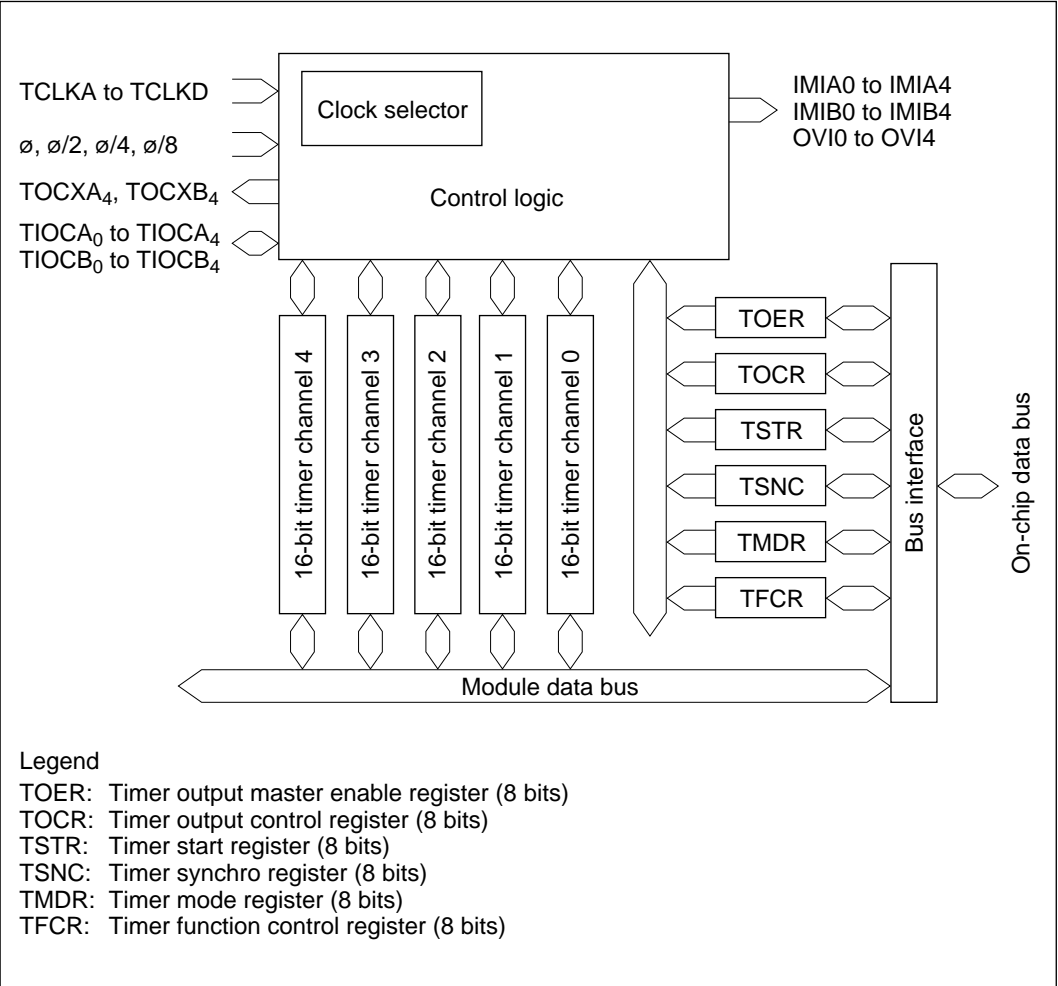 TCLKA to TCLKD
ø, ø/2, ø/4, ø/8
TOCXA₄, TOCXB₄
TIOCA₀ to TIOCA₄
TIOCB₀ to TIOCB₄
Clock selector
Control logic
IMIA0 to IMIA4
IMIB0 to IMIB4
OVI0 to OVI4
16-bit timer channel 4
16-bit timer channel 3
16-bit timer channel 2
16-bit timer channel 1
16-bit timer channel 0
TOER
TOCR
TSTR
TSNC
TMDR
TFCR
Bus interface
On-chip data bus
Module data bus
Legend
TOER: Timer output master enable register (8 bits)
TOCR: Timer output control register (8 bits)
TSTR: Timer start register (8 bits)
TSNC: Timer synchro register (8 bits)
TMDR: Timer mode register (8 bits)
TFCR: Timer function control register (8 bits)